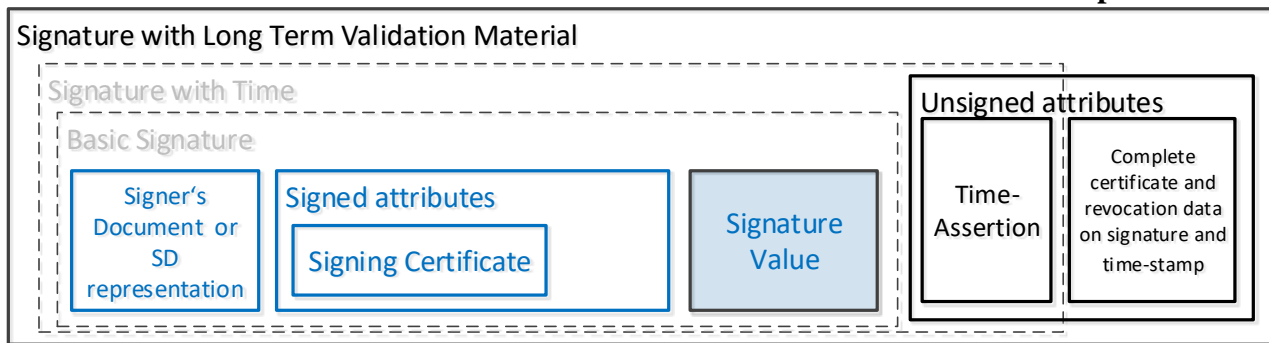 Signature with Long Term Validation Material
Signature with Time
Basic Signature
Signer‘s
Document or
SD
representation
Signed attributes
Signing Certificate
Signature
Value
Unsigned attributes
Time-
Assertion
Complete
certificate and
revocation data
on signature and
time-stamp